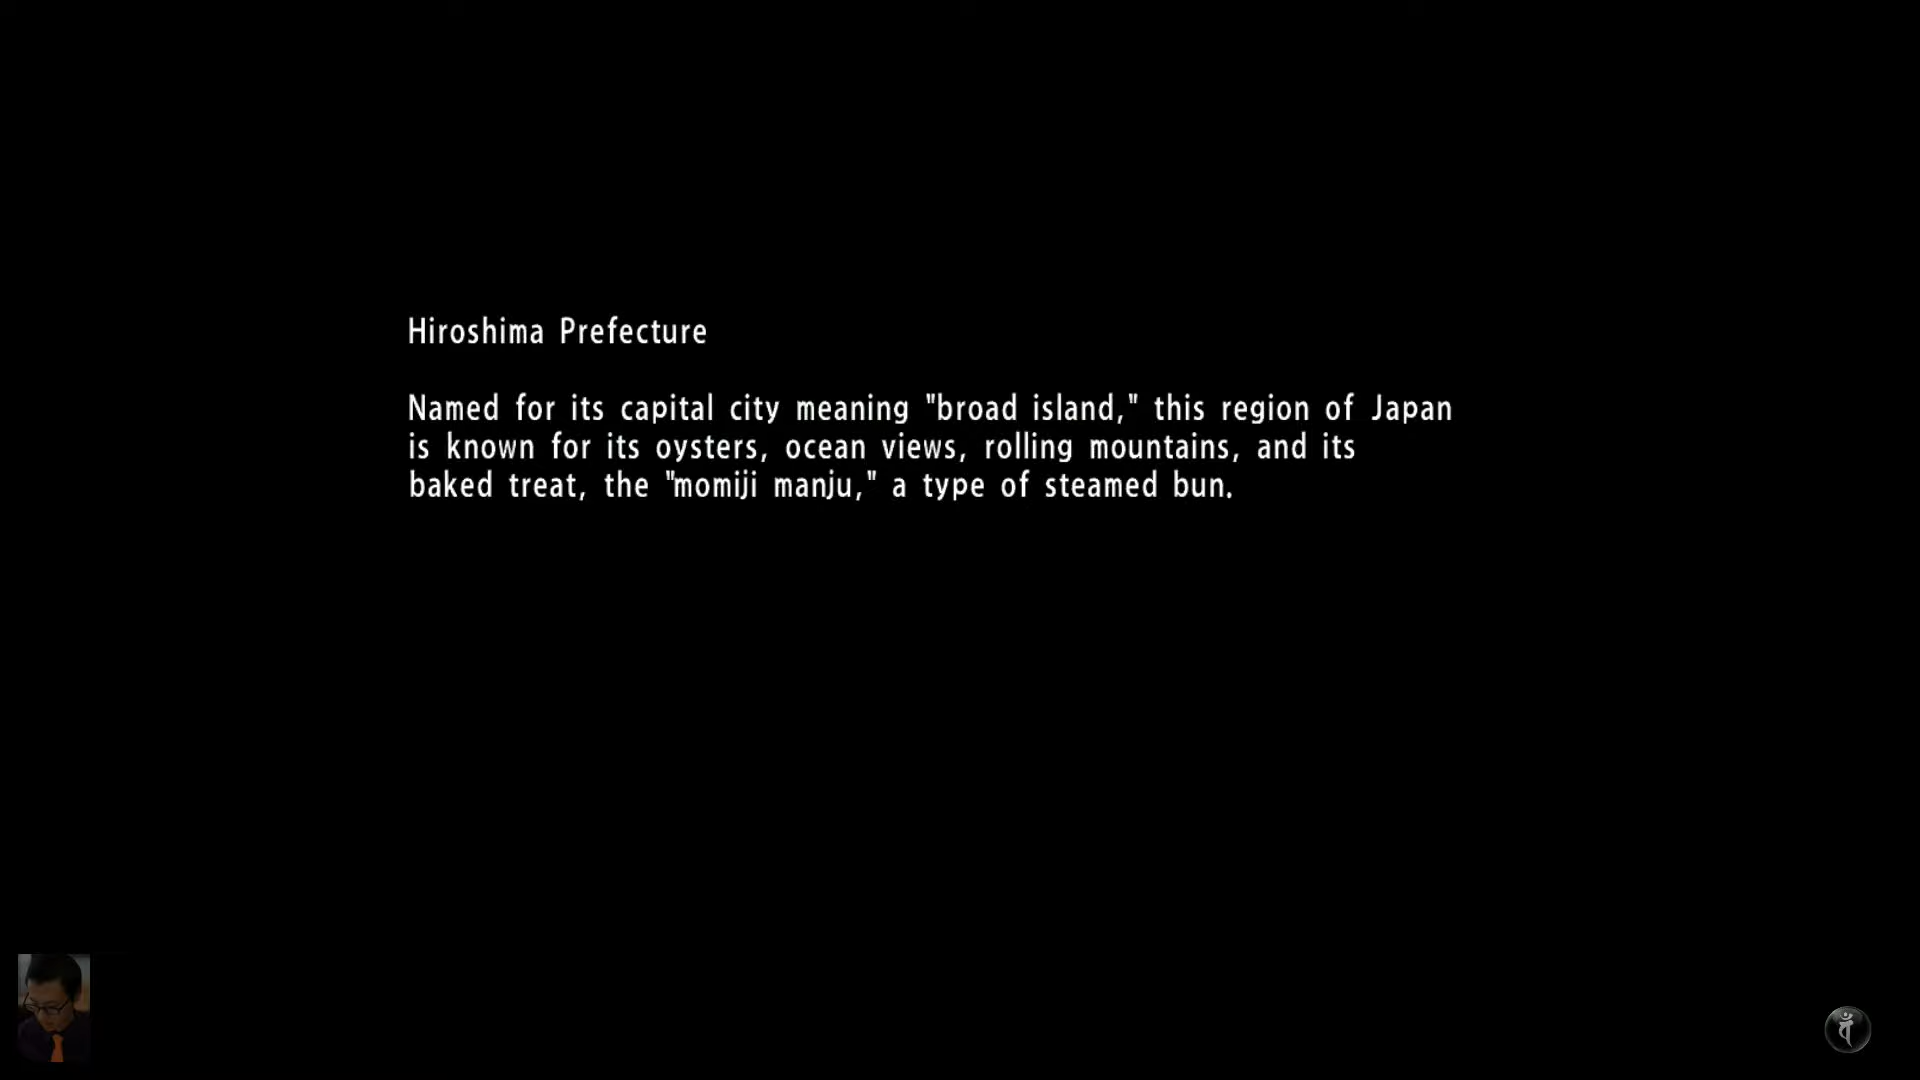 Hiroshima Prefecture
Named for its capital city meaning "broad island," this region of Japan
is known for its oysters, ocean views, rolling mountains, and its
baked treat, the "momiji manju," a type of steamed bun.